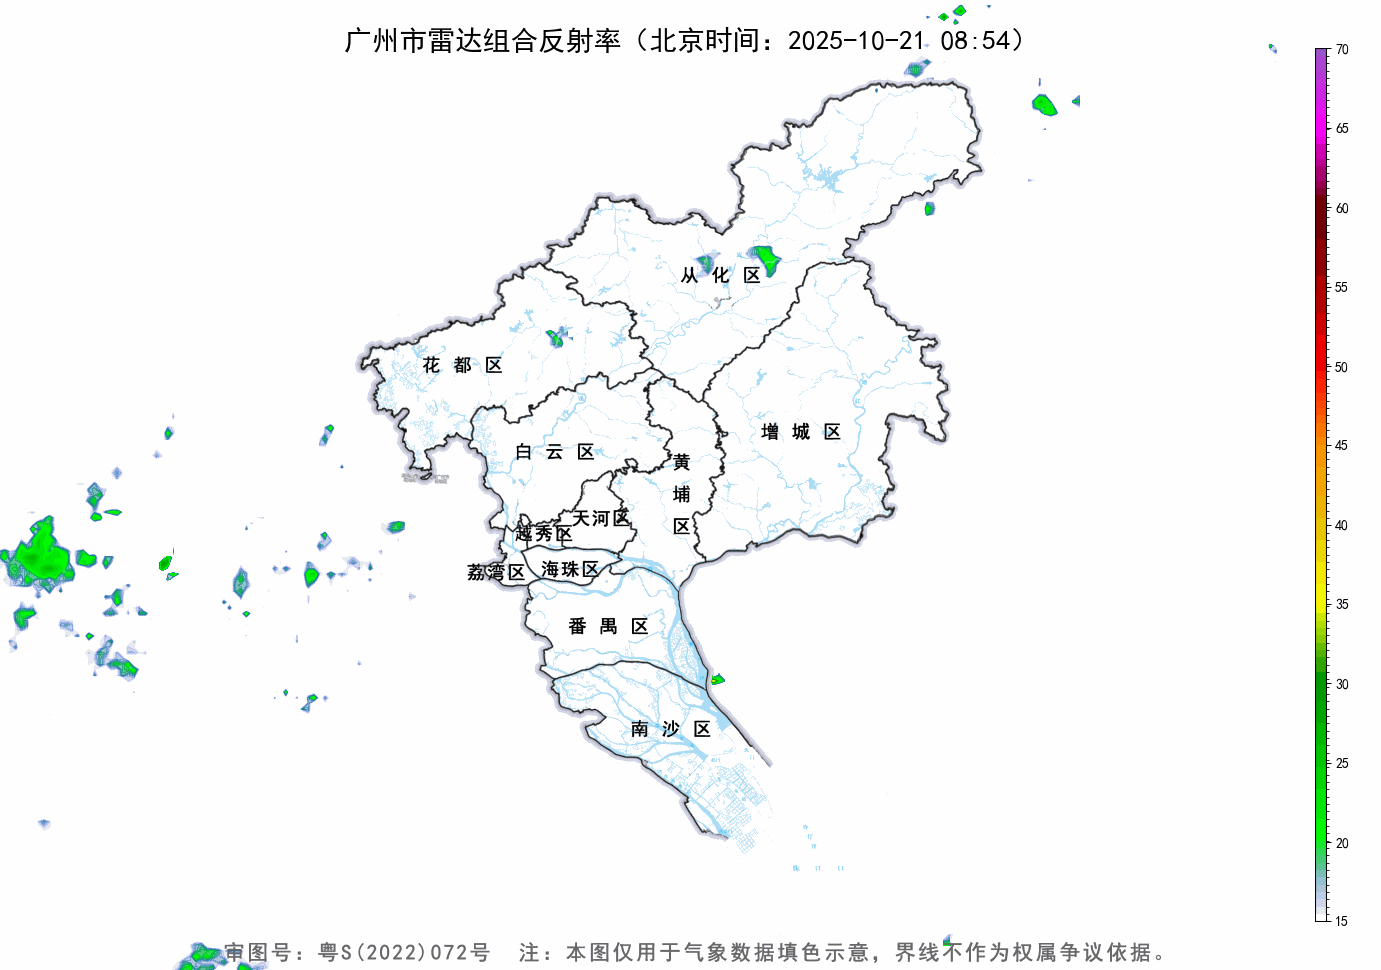 广州市雷达组合反射率（北京时间：2025-10-21 08:54）
70
65
60
55
50
45
40
35
30
25
20
15
从化区
花都区
增城区
白云区
黄埔区
天河区
越秀区
荔湾区
海珠区
番禺区
南沙区
审图号：粤S(2022)072号 注：本图仅用于气象数据填色示意，界线不作为权属争议依据。